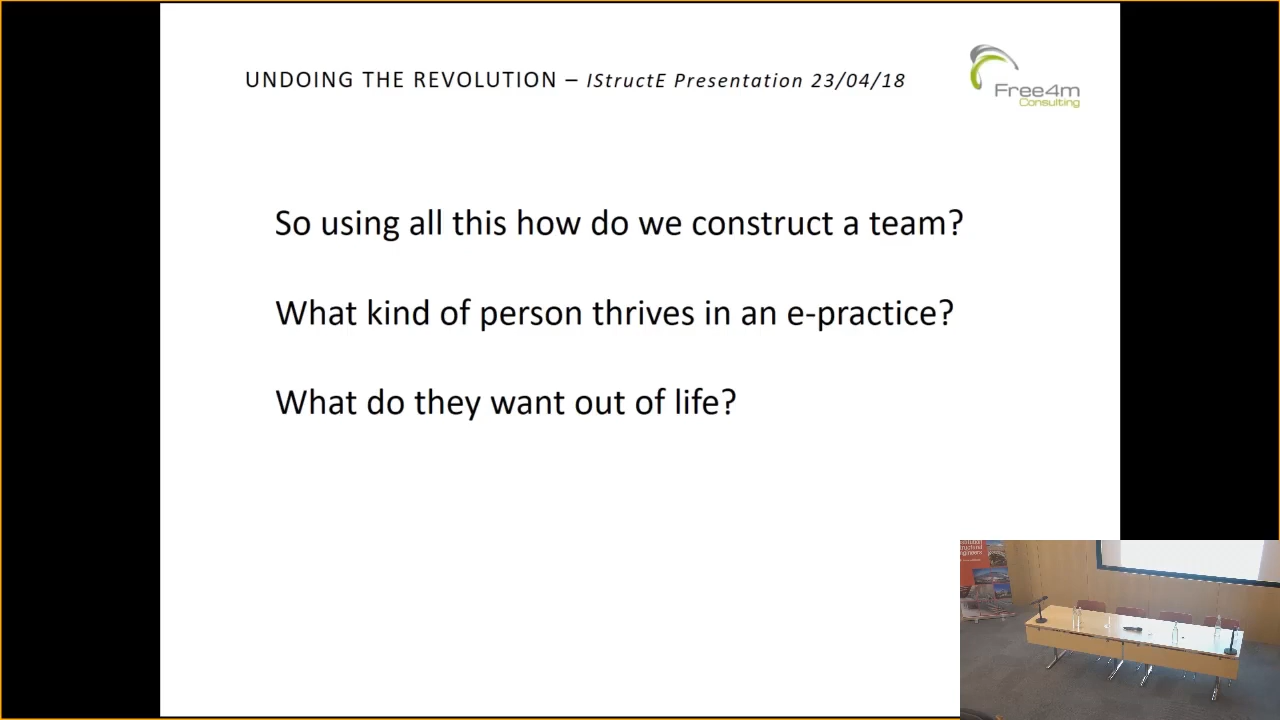 UNDOING THE REVOLUTION – IStructE Presentation 23/04/18
Free4m
Consulting
So using all this how do we construct a team?
What kind of person thrives in an e-practice?
What do they want out of life?